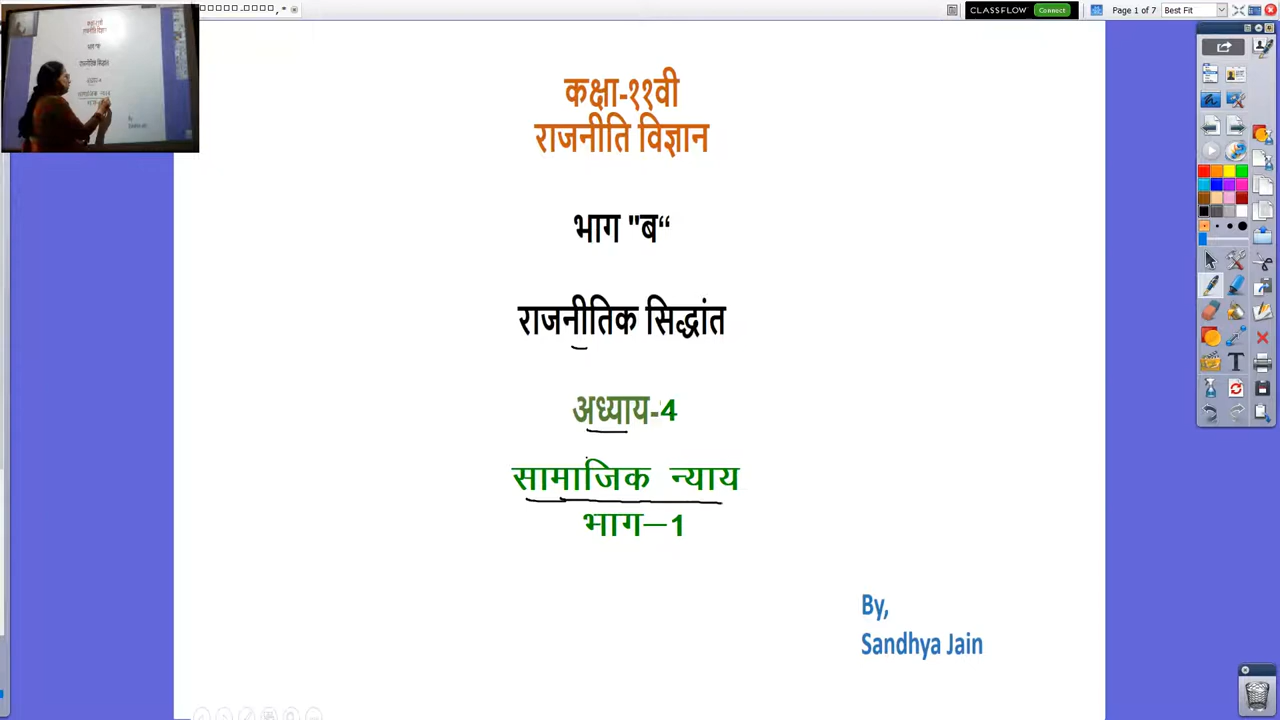 CLASSFLOW Connect Page 1 of 7 Best Fit
कक्षा-११वी
राजनीति विज्ञान
भाग "ब“
राजनीतिक सिद्धांत
अध्याय-4
सामाजिक न्याय
भाग–1
By,
Sandhya Jain